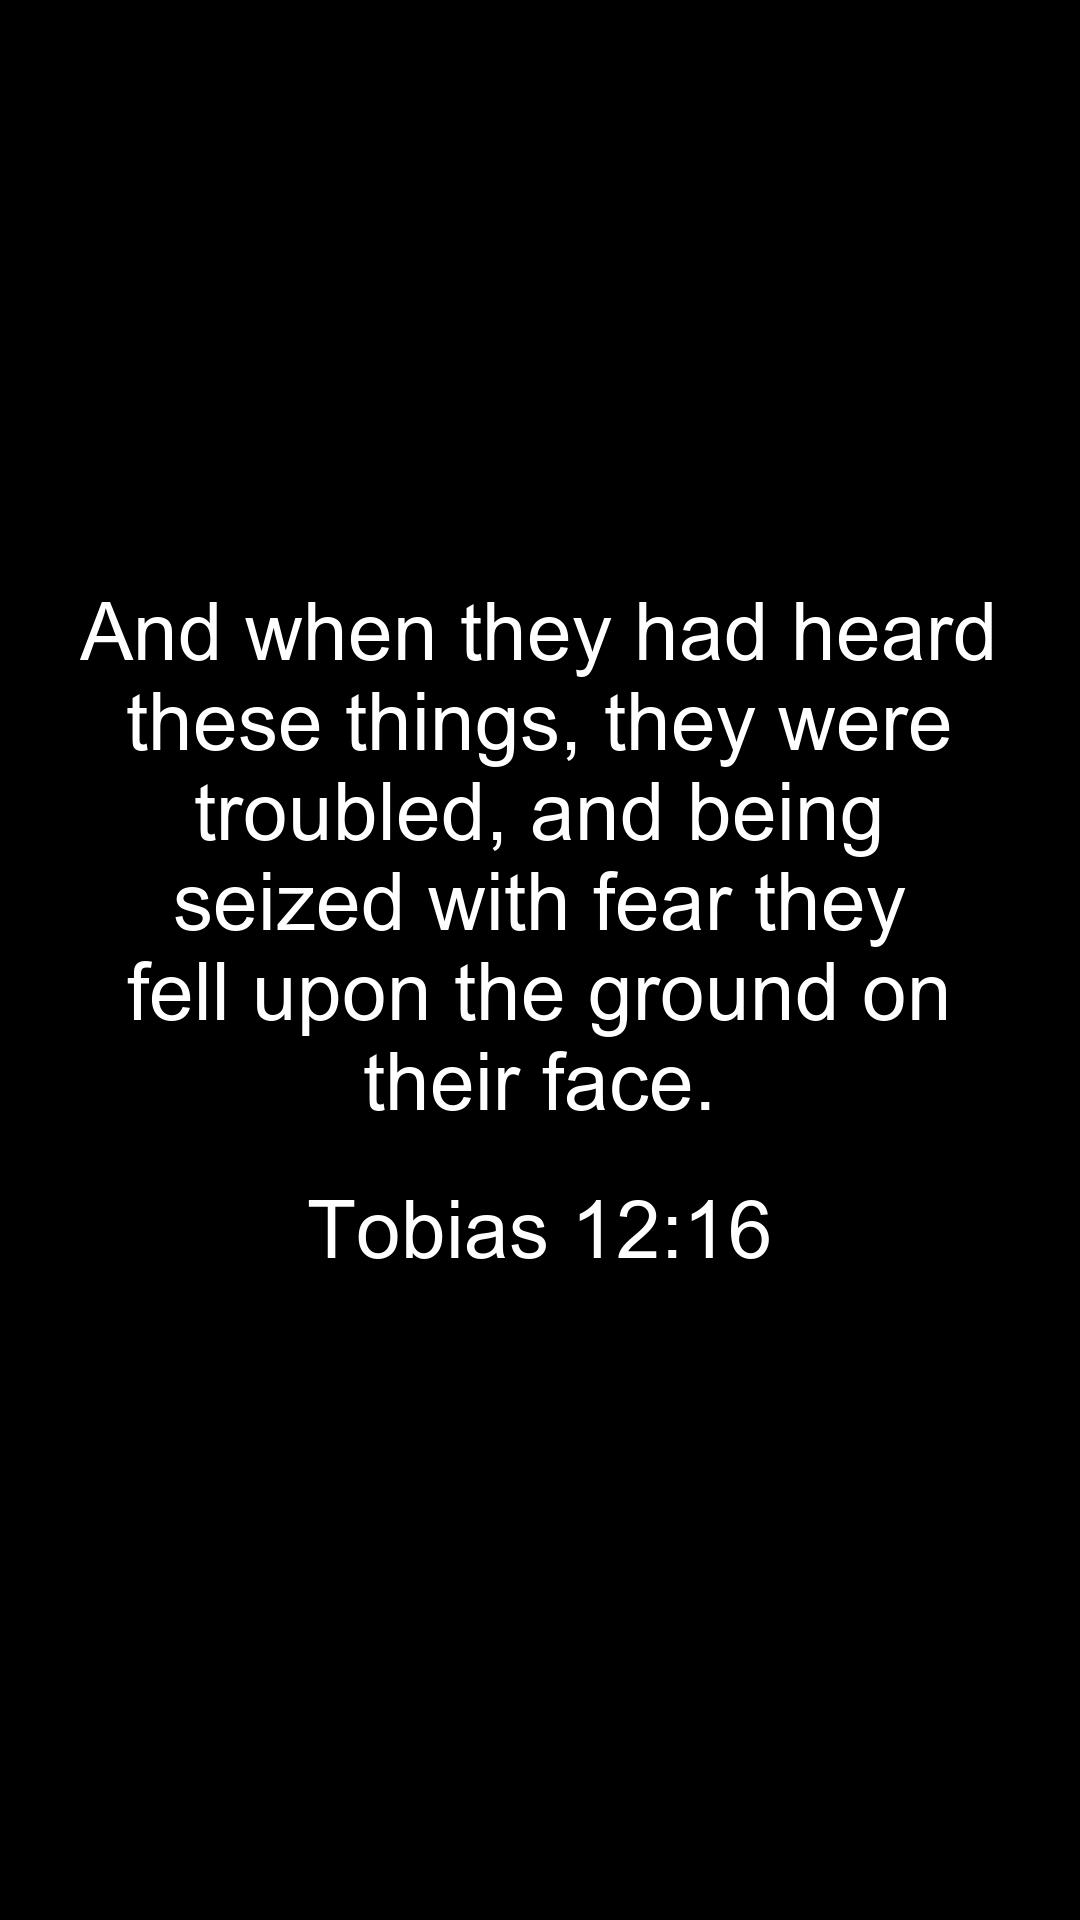 And when they had heard
these things, they were
troubled, and being
seized with fear they
fell upon the ground on
their face.
Tobias 12:16